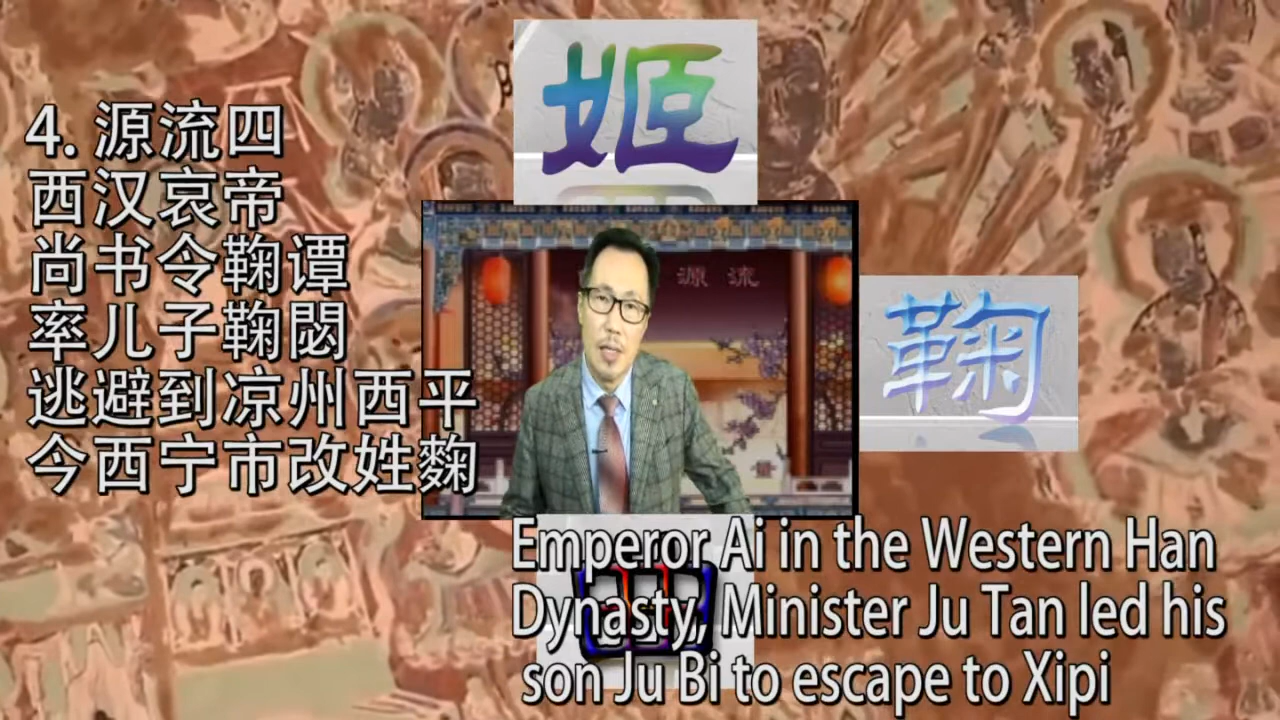 姬
4. 源流四
西汉哀帝
尚书令鞠谭
率儿子鞠閟
逃避到凉州西平
今西宁市改姓麴
源流
鞠
Emperor Ai in the Western Han
Dynasty, Minister Ju Tan led his
son Ju Bi to escape to Xipi